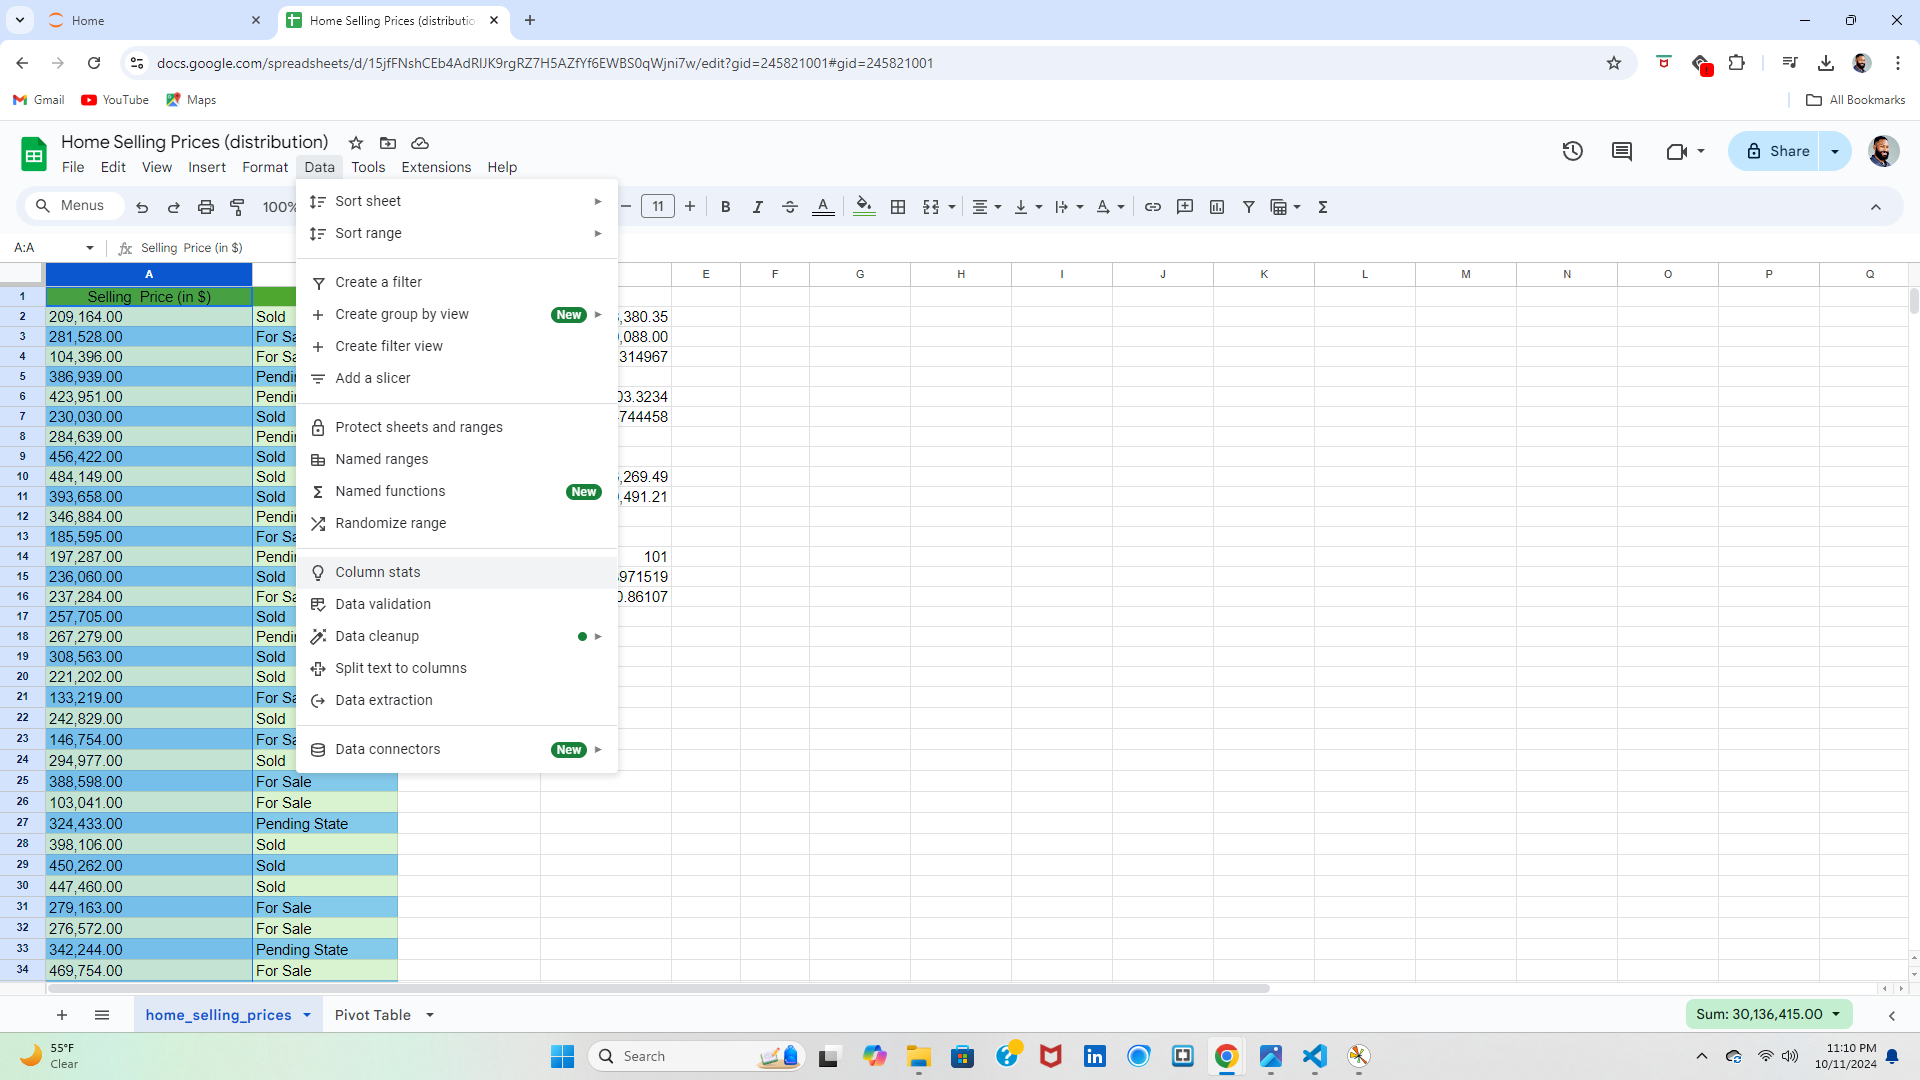 Home
Home Selling Prices (distributio
docs.google.com/spreadsheets/d/15jfFNshCEb4AdRlJK9rgRZ7H5AZfYf6EWBS0qWjni7w/edit?gid=245821001#gid=245821001
Gmail YouTube Maps All Bookmarks
Home Selling Prices (distribution)
File Edit View Insert Format Data Tools Extensions Help
Share
Menus 100% 11 B I A
A:A fx Selling Price (in $)
A E F G H I J K L M N O P Q
1 Selling Price (in $)
2 209,164.00 Sold ,380.35
3 281,528.00 For Sa ,088.00
4 104,396.00 For Sa 314967
5 386,939.00 Pendin
6 423,951.00 Pendin 03.3234
7 230,030.00 Sold 744458
8 284,639.00 Pendin
9 456,422.00 Sold
10 484,149.00 Sold ,269.49
11 393,658.00 Sold ,491.21
12 346,884.00 Pendin
13 185,595.00 For Sa
14 197,287.00 Pendin 101
15 236,060.00 Sold 971519
16 237,284.00 For Sa 0.86107
17 257,705.00 Sold
18 267,279.00 Pendin
19 308,563.00 Sold
20 221,202.00 Sold
21 133,219.00 For Sa
22 242,829.00 Sold
23 146,754.00 For Sa
24 294,977.00 Sold
25 388,598.00 For Sale
26 103,041.00 For Sale
27 324,433.00 Pending State
28 398,106.00 Sold
29 450,262.00 Sold
30 447,460.00 Sold
31 279,163.00 For Sale
32 276,572.00 For Sale
33 342,244.00 Pending State
34 469,754.00 For Sale
Sort sheet
Sort range
Create a filter
Create group by view New
Create filter view
Add a slicer
Protect sheets and ranges
Named ranges
Named functions New
Randomize range
Column stats
Data validation
Data cleanup
Split text to columns
Data extraction
Data connectors New
home_selling_prices Pivot Table Sum: 30,136,415.00
55°F
Clear
Search
11:10 PM
10/11/2024